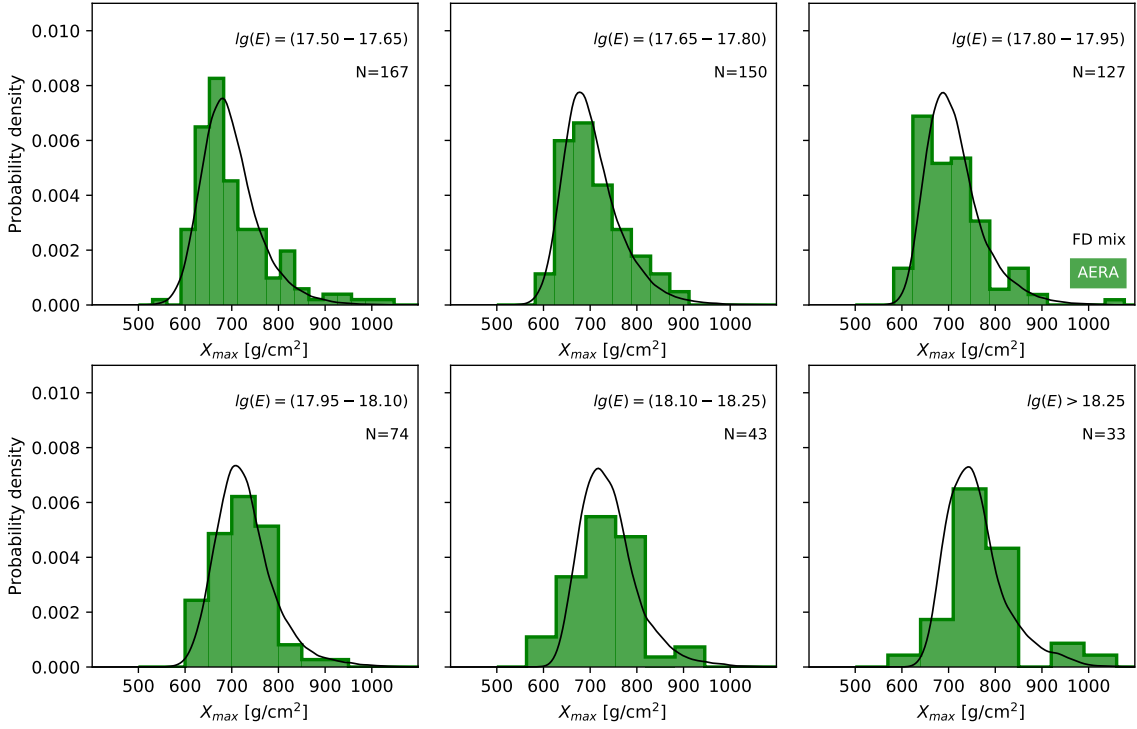 0.010
0.008
0.006
0.004
0.002
0.000
Probability density
lg(E) = (17.50 − 17.65)
N=167
500 600 700 800 900 1000
X_max [g/cm²]
lg(E) = (17.65 − 17.80)
N=150
500 600 700 800 900 1000
X_max [g/cm²]
lg(E) = (17.80 − 17.95)
N=127
FD mix
AERA
500 600 700 800 900 1000
X_max [g/cm²]
0.010
0.008
0.006
0.004
0.002
0.000
Probability density
lg(E) = (17.95 − 18.10)
N=74
500 600 700 800 900 1000
X_max [g/cm²]
lg(E) = (18.10 − 18.25)
N=43
500 600 700 800 900 1000
X_max [g/cm²]
lg(E) > 18.25
N=33
500 600 700 800 900 1000
X_max [g/cm²]